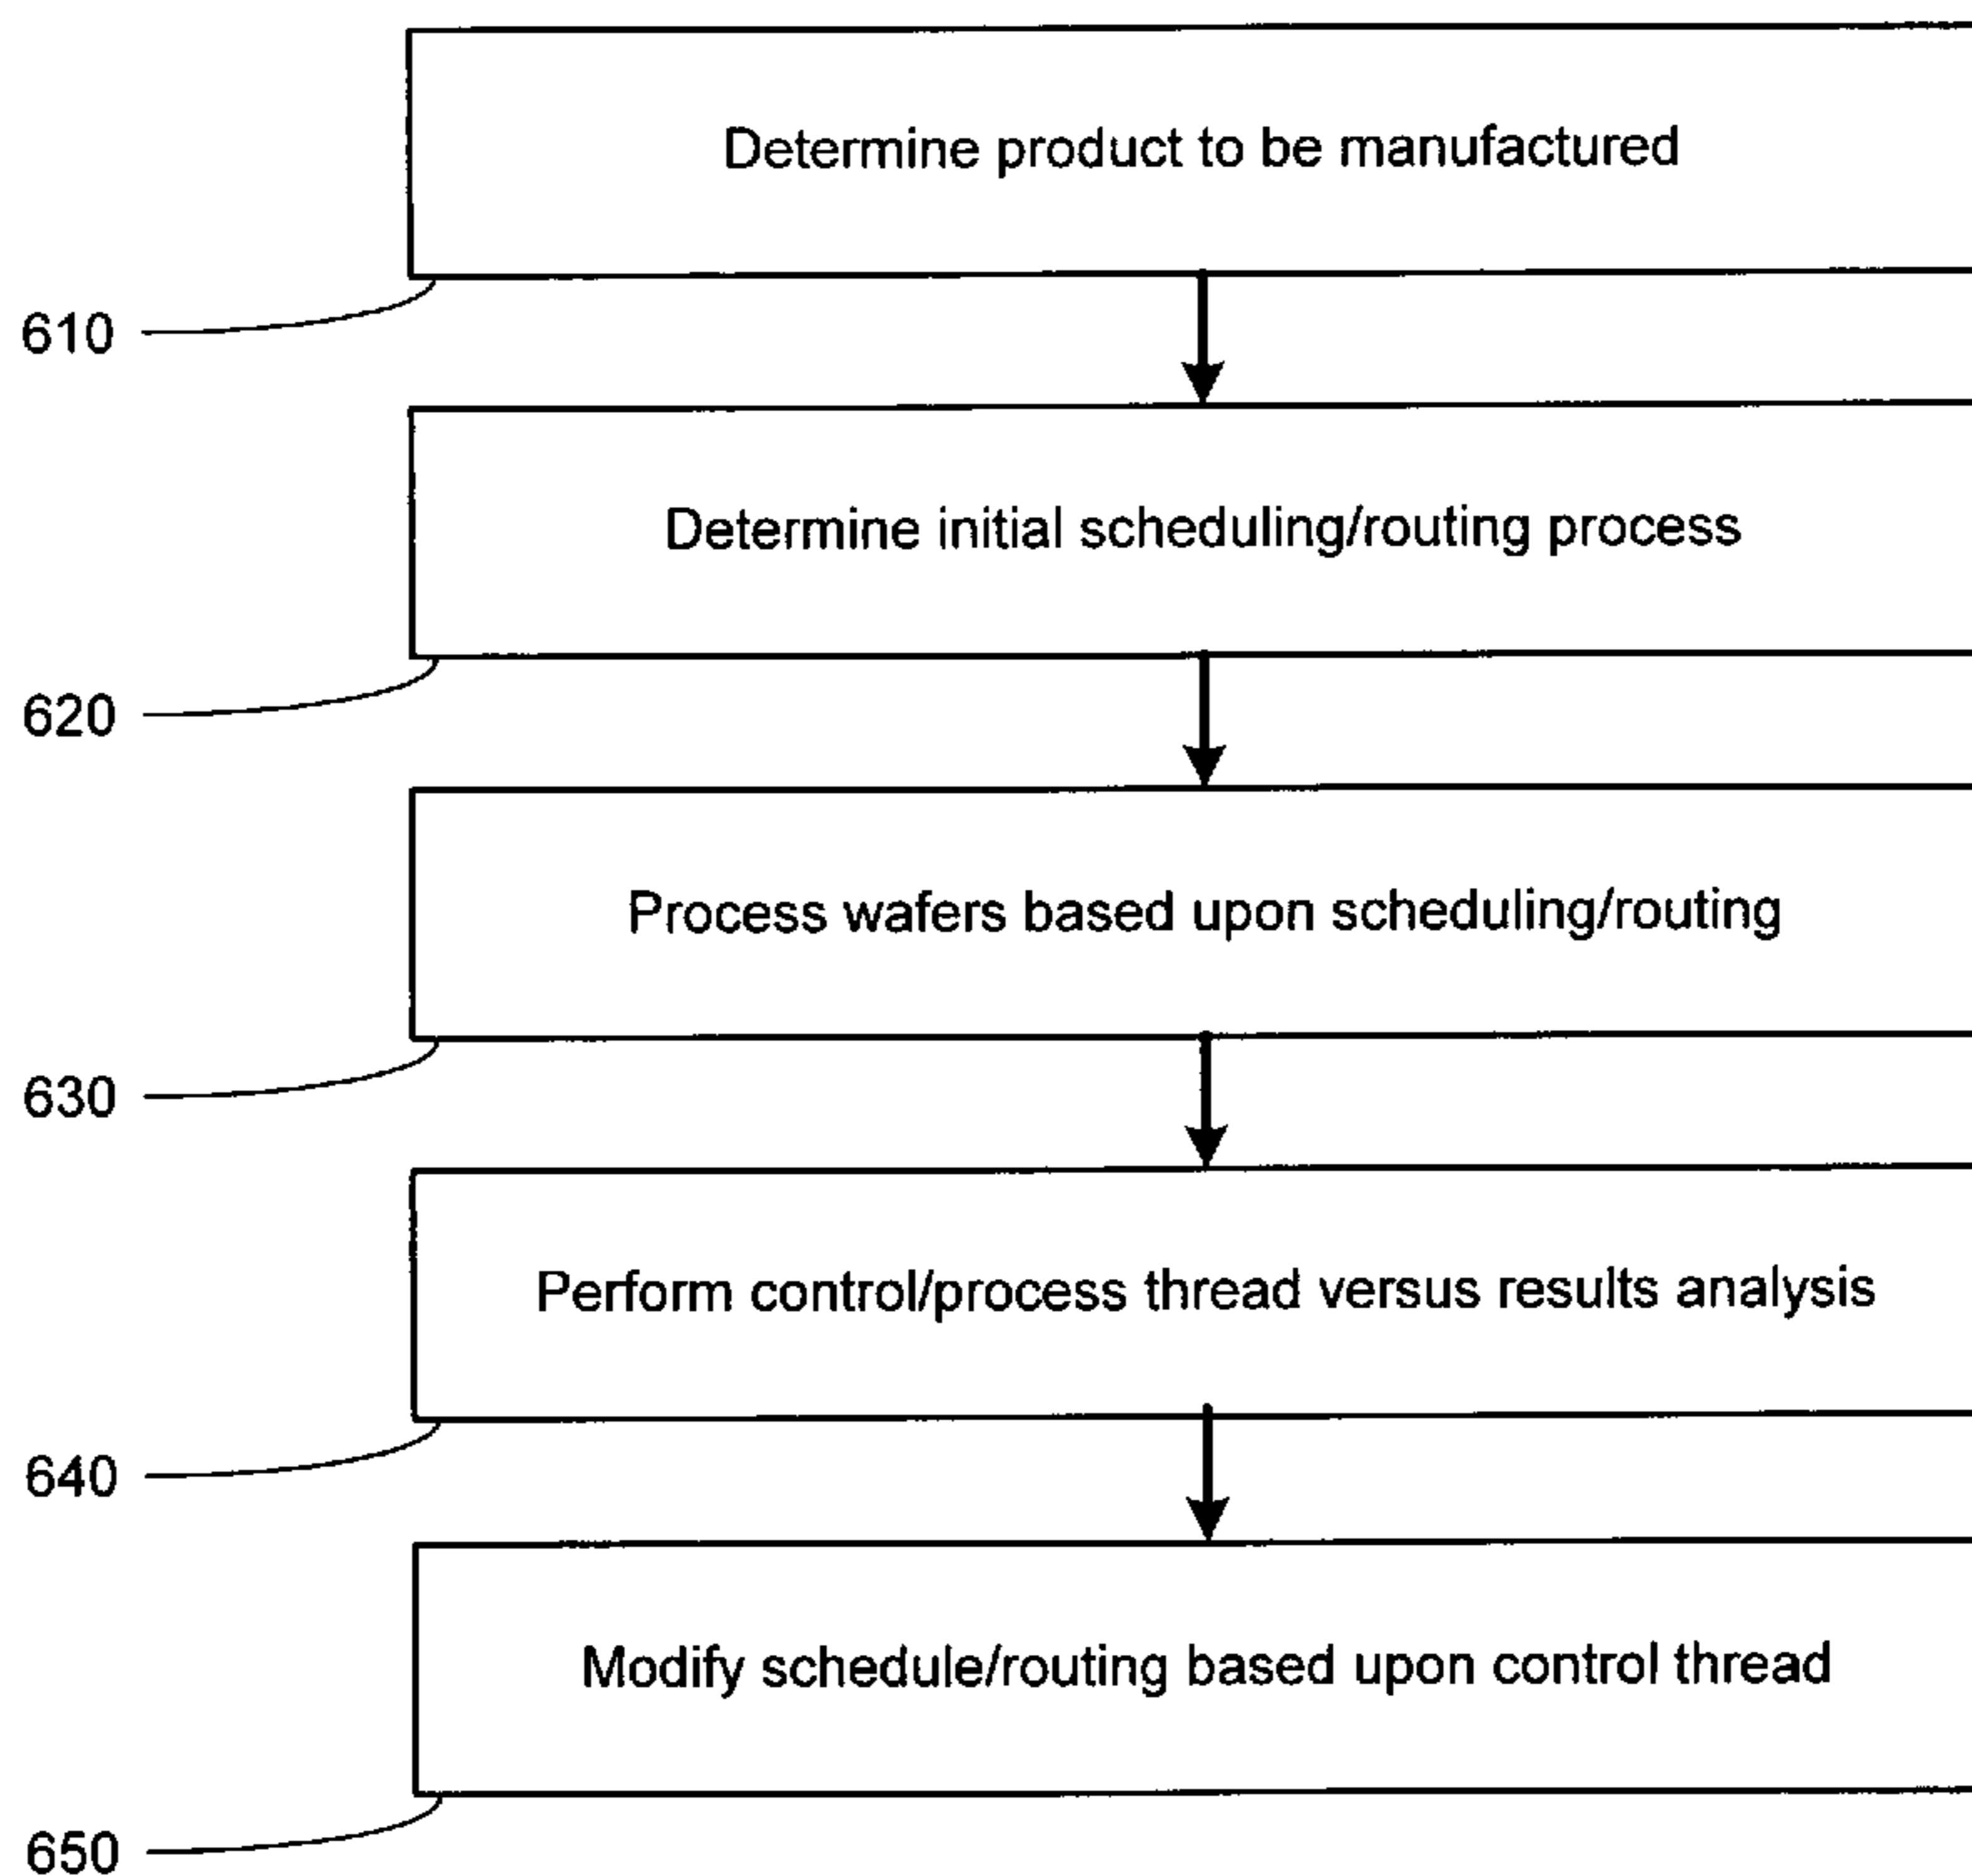 Determine product to be manufactured
610
Determine initial scheduling/routing process
620
Process wafers based upon scheduling/routing
630
Perform control/process thread versus results analysis
640
Modify schedule/routing based upon control thread
650